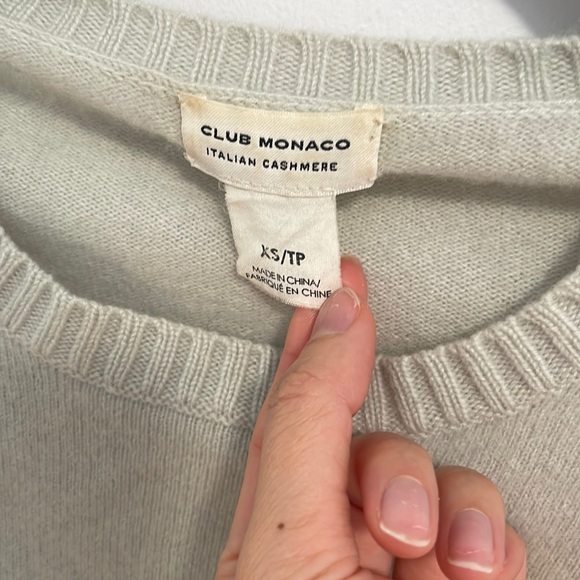 CLUB MONACO
ITALIAN CASHMERE
XS/TP
MADE IN CHINA/
FABRIQUÉ EN CHINE